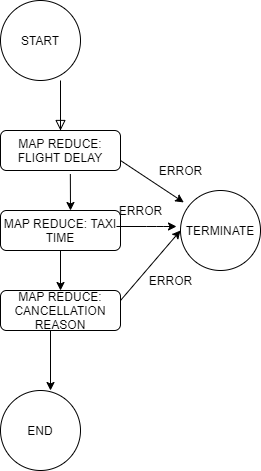 START
MAP REDUCE:
FLIGHT DELAY
ERROR
MAP REDUCE: TAXI
TIME
ERROR
TERMINATE
MAP REDUCE:
CANCELLATION
REASON
ERROR
END